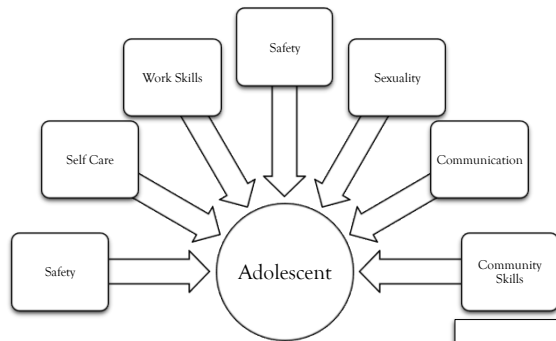 Safety
Work Skills
Sexuality
Self Care
Communication
Safety
Adolescent
Community
Skills